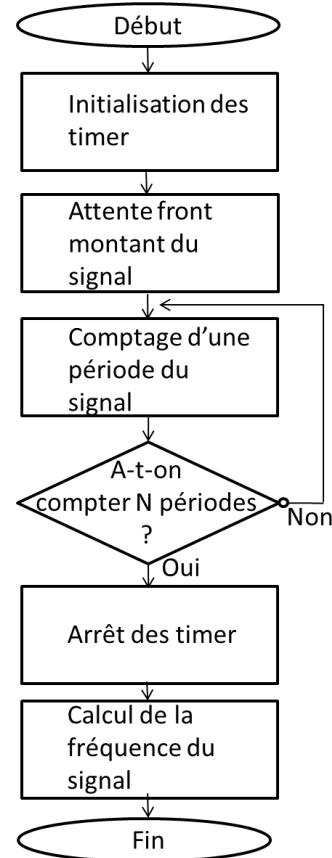 Début
Initialisation des
timer
Attente front
montant du
signal
Comptage d'une
période du
signal
A-t-on
compter N périodes
?
Non
Oui
Arrêt des timer
Calcul de la
fréquence du
signal
Fin